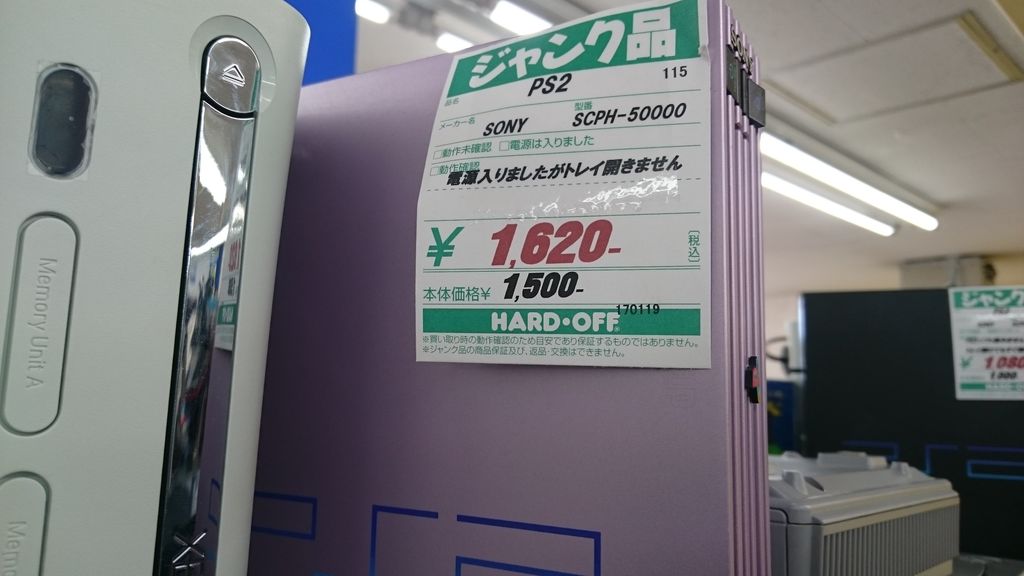 ジャンク品
115
品名 PS2
メーカー名 SONY 型番 SCPH-50000
□動作未確認 □電源は入りました
□動作確認
電源入りましたがトレイ開きません
¥ 1,620- [税込]
本体価格¥ 1,500-
170119
HARD・OFF
※買い取り時の動作確認のため目安であり保証するものではありません。
※ジャンク品の商品保証及び、返品・交換はできません。
Memory Unit A
SONY
ジャンク品
¥ 1,080